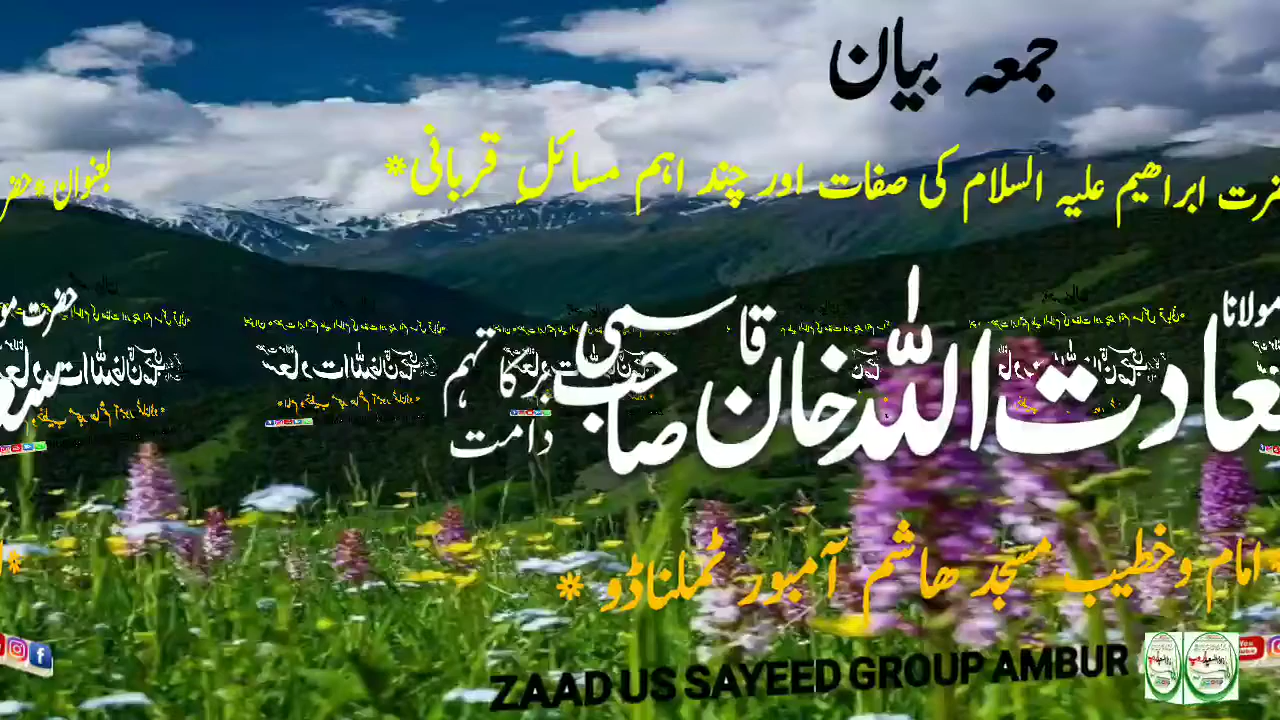 جمعہ بیان
بعنوان
حضرت ابراھیم علیہ السلام کی صفات اور چند اہم مسائلِ قربانی*
مولانا
سعادت اللہ خان قاسمی صاحب دامت برکاتہم
*امام وخطیب مسجد ھاشم آمبور ٹملناڈو *
ZAAD US SAYEED GROUP AMBUR